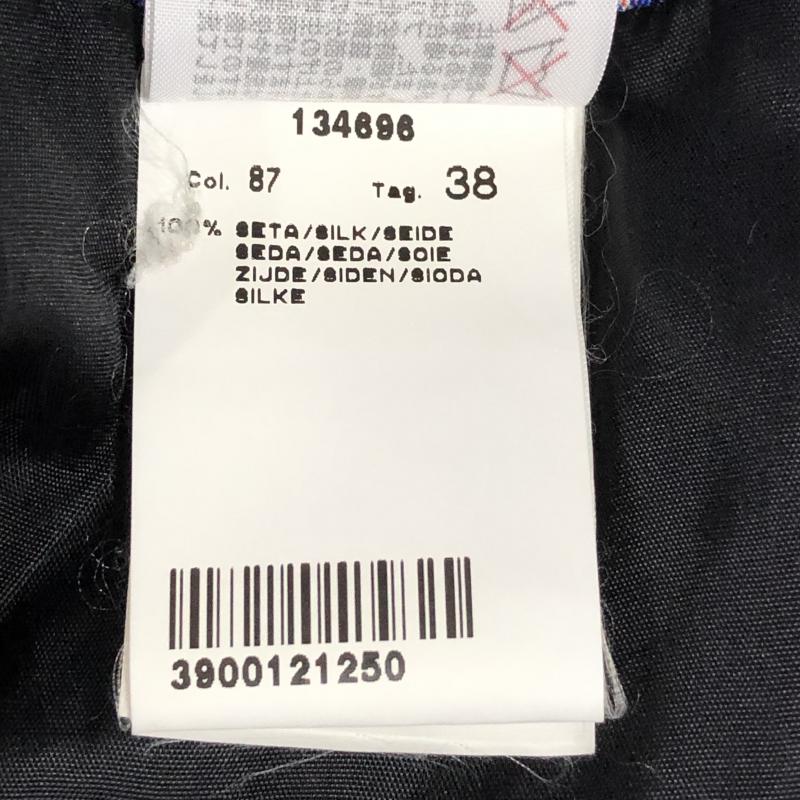 134696
Col. 87 Tag. 38
100% SETA/SILK/SEIDE
SEDA/SEDA/SOIE
ZIJDE/SIDEN/SIODA
SILKE
3900121250